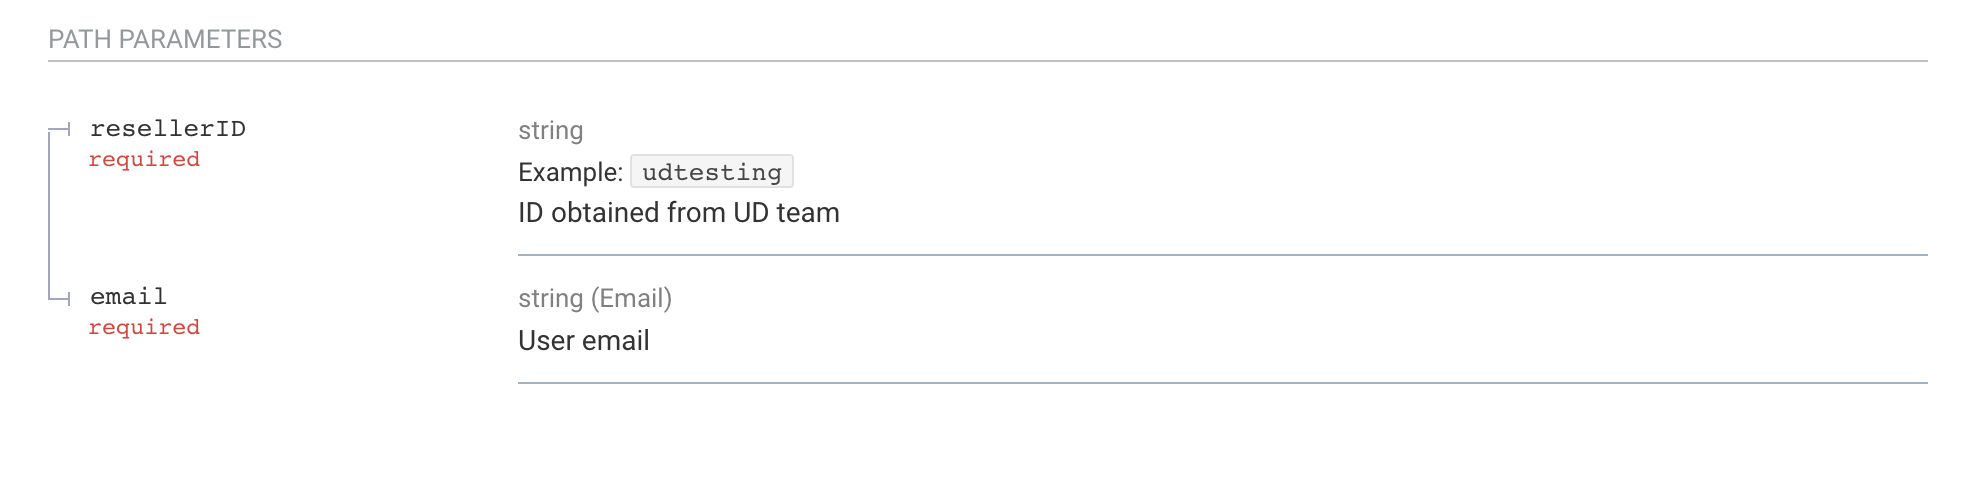 PATH PARAMETERS
resellerID
required
string
Example: udtesting
ID obtained from UD team
email
required
string (Email)
User email